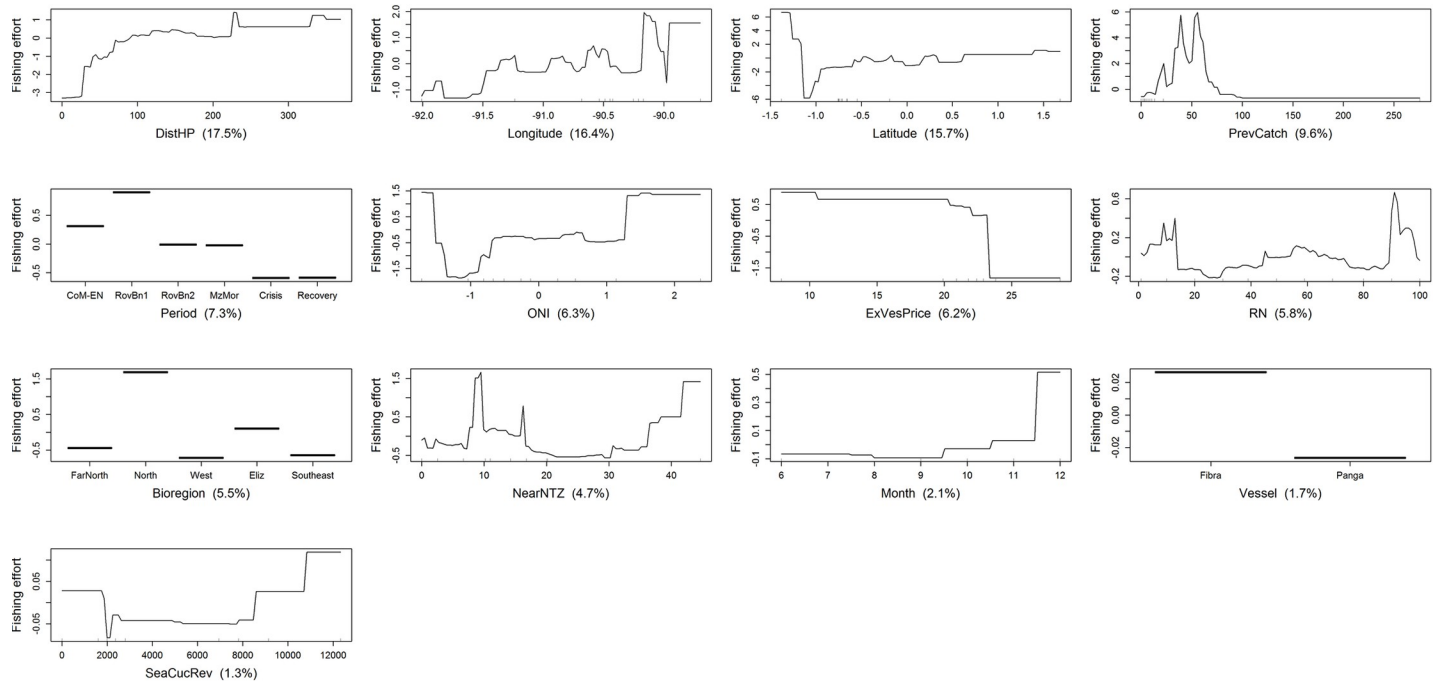 Fishing effort
1
0
-1
-3
0 100 200 300
DistHP (17.5%)
Fishing effort
2.0
1.0
0.0
-1.0
-92.0 -91.5 -91.0 -90.5 -90.0
Longitude (16.4%)
Fishing effort
6
2
-2
-6
-1.5 -1.0 -0.5 0.0 0.5 1.0 1.5
Latitude (15.7%)
Fishing effort
6
4
2
0
0 50 100 150 200 250
PrevCatch (9.6%)
Fishing effort
0.5
0.0
-0.5
CoM-EN RovBn1 RovBn2 MzMor Crisis Recovery
Period (7.3%)
Fishing effort
1.5
0.5
-0.5
-1.5
-1 0 1 2
ONI (6.3%)
Fishing effort
0.5
-0.5
-1.5
10 15 20 25
ExVesPrice (6.2%)
Fishing effort
0.6
0.2
-0.2
0 20 40 60 80 100
RN (5.8%)
Fishing effort
1.5
0.5
-0.5
FarNorth North West Eliz Southeast
Bioregion (5.5%)
Fishing effort
1.5
0.5
-0.5
0 10 20 30 40
NearNTZ (4.7%)
Fishing effort
0.5
0.3
0.1
-0.1
6 7 8 9 10 11 12
Month (2.1%)
Fishing effort
0.02
0.00
-0.02
Fibra Panga
Vessel (1.7%)
Fishing effort
0.05
-0.05
0 2000 4000 6000 8000 10000 12000
SeaCucRev (1.3%)